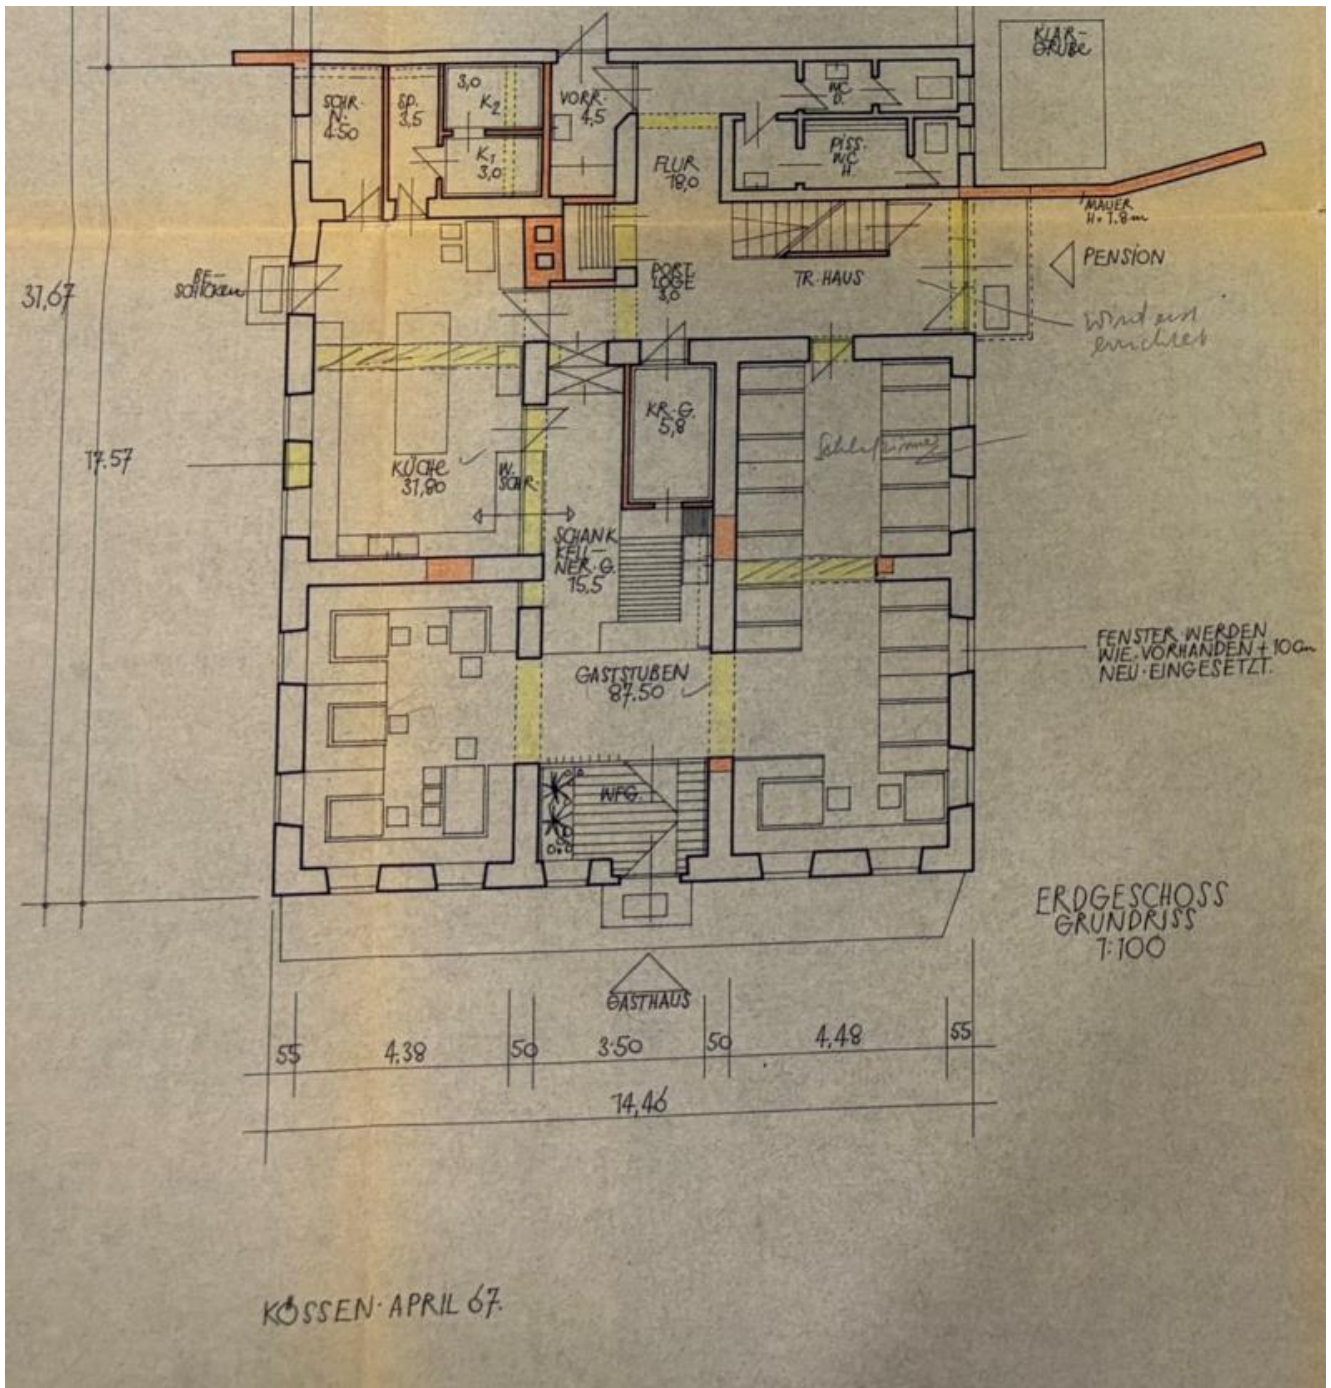 KLÄR-
GRUBE
SCHR.
N.
4.50
SP.
3,5
3,0
K2
K1
3,0
VORR.
4,5
FLUR
18,0
WC
D.
PISS.
WC
H.
MAUER
H= 1.8m
PENSION
BE-
SCHICKEN
PORT.
LOGE
3,0
TR.HAUS
wird erst
errichtet
31,67
17.57
KR.G.
5,8
KÜCHE
31,80
W.
SCHR.
SCHANK
KELL-
NER.G.
15,5
FENSTER WERDEN
WIE VORHANDEN + 10cm
NEU EINGESETZT.
GASTSTUBEN
87.50
WFG.
ERDGESCHOSS
GRUNDRISS
1:100
GASTHAUS
55 4.38 50 3.50 50 4,48 55
14,46
KÖSSEN· APRIL 67.